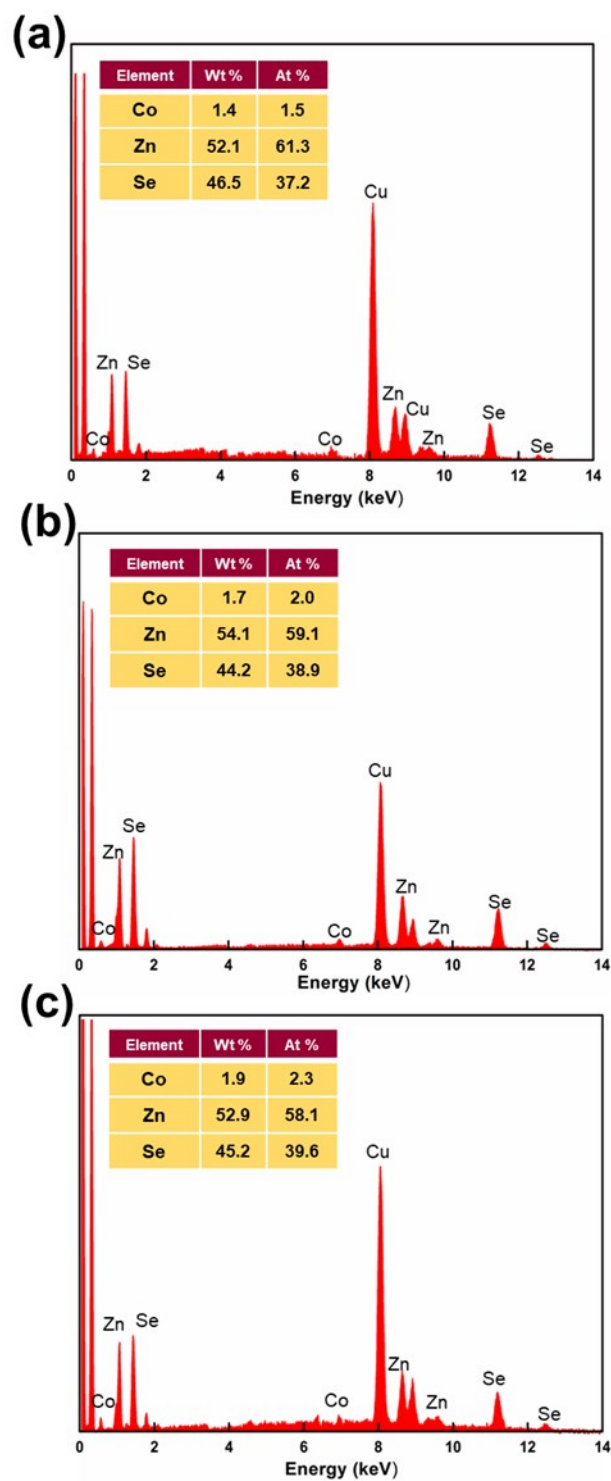 (a)
Element Wt % At %
Co 1.4 1.5
Zn 52.1 61.3
Se 46.5 37.2
Cu
Zn Se
Zn
Cu
Co Co Zn Se Se
0 2 4 6 8 10 12 14
Energy (keV)
(b)
Element Wt % At %
Co 1.7 2.0
Zn 54.1 59.1
Se 44.2 38.9
Cu
Se
Zn
Zn
Co Co Zn Se Se
0 2 4 6 8 10 12 14
Energy (keV)
(c)
Element Wt % At %
Co 1.9 2.3
Zn 52.9 58.1
Se 45.2 39.6
Cu
Zn Se
Zn
Co Co Zn Se Se
0 2 4 6 8 10 12 14
Energy (keV)